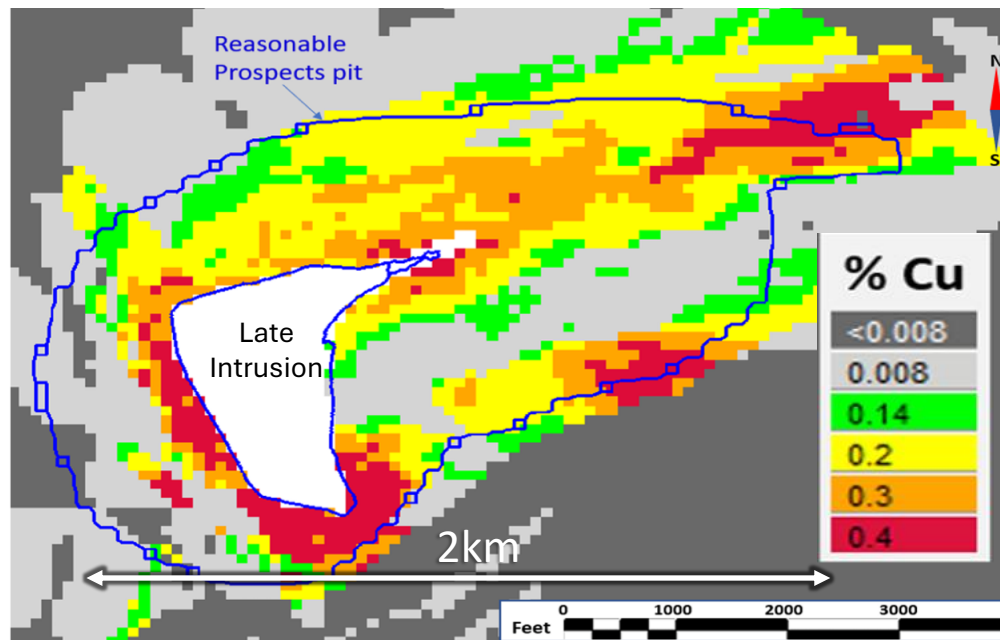 Reasonable
Prospects pit
N
S
Late
Intrusion
% Cu
<0.008
0.008
0.14
0.2
0.3
0.4
2km
0 1000 2000 3000
Feet